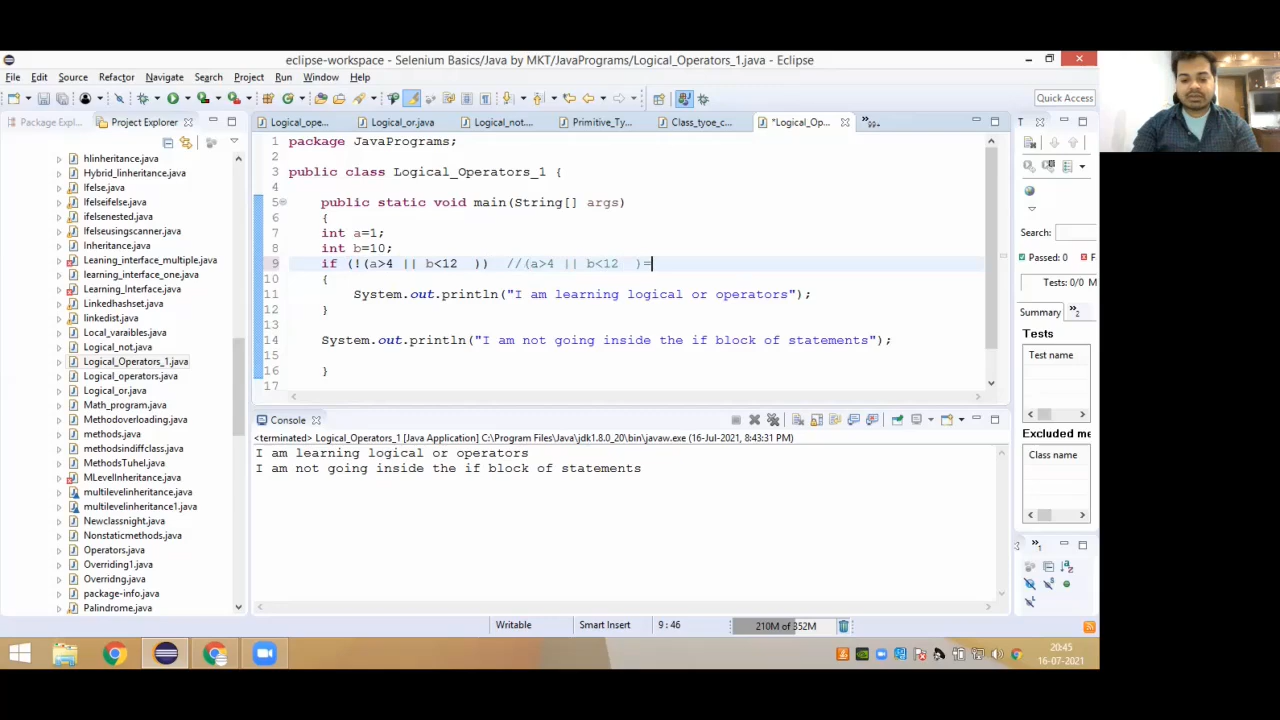 eclipse-workspace - Selenium Basics/Java by MKT/JavaPrograms/Logical_Operators_1.java - Eclipse
File Edit Source Refactor Navigate Search Project Run Window Help
Quick Access
Package Expl... Project Explorer
Logical_ope... Logical_or.java Logical_not.... Primitive_Ty... Class_tyoe_c... *Logical_Op... T
hlinheritance.java
Hybrid_linheritance.java
Ifelse.java
Ifelseifelse.java
ifelsenested.java
Ifelseusingscanner.java
Inheritance.java
Leaning_interface_multiple.java
learning_interface_one.java
Learning_Interface.java
Linkedhashset.java
linkedist.java
Local_varaibles.java
Logical_not.java
Logical_Operators_1.java
Logical_operators.java
Logical_or.java
Math_program.java
Methodoverloading.java
methods.java
methodsindiffclass.java
MethodsTuhel.java
MLevelInheritance.java
multilevelinheritance.java
multilevelinheritance1.java
Newclassnight.java
Nonstaticmethods.java
Operators.java
Overriding1.java
Overridng.java
package-info.java
Palindrome.java
1 package JavaPrograms;
2
3 public class Logical_Operators_1 {
4
5 public static void main(String[] args)
6 {
7 int a=1;
8 int b=10;
9 if (!(a>4 || b<12 )) //(a>4 || b<12 )=
10 {
11 System.out.println("I am learning logical or operators");
12 }
13
14 System.out.println("I am not going inside the if block of statements");
15
16 }
17
Console
<terminated> Logical_Operators_1 [Java Application] C:\Program Files\Java\jdk1.8.0_20\bin\javaw.exe (16-Jul-2021, 8:43:31 PM)
I am learning logical or operators
I am not going inside the if block of statements
Search:
Passed: 0 F
Tests: 0/0 M
Summary
Tests
Test name
Excluded me
Class name
Writable Smart Insert 9 : 46 210M of 352M
20:45
16-07-2021